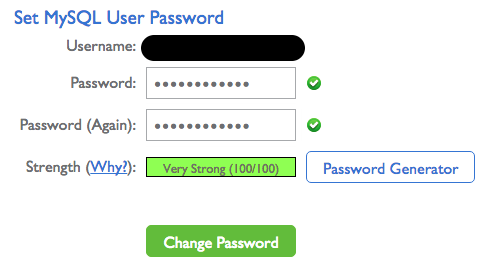 Set MySQL User Password
Username:
Password: ••••••••••••
Password (Again): ••••••••••••
Strength (Why?): Very Strong (100/100) Password Generator
Change Password